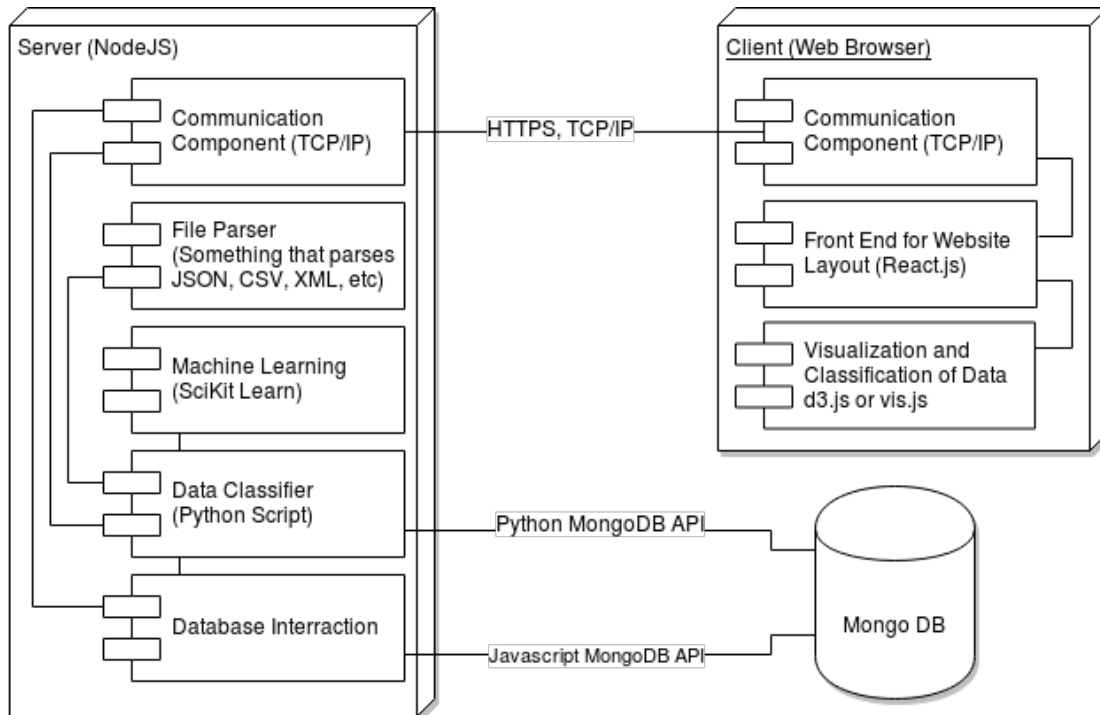 Server (NodeJS)
Communication
Component (TCP/IP)
File Parser
(Something that parses
JSON, CSV, XML, etc)
Machine Learning
(SciKit Learn)
Data Classifier
(Python Script)
Database Interraction
HTTPS, TCP/IP
Client (Web Browser)
Communication
Component (TCP/IP)
Front End for Website
Layout (React.js)
Visualization and
Classification of Data
d3.js or vis.js
Python MongoDB API
Javascript MongoDB API
Mongo DB